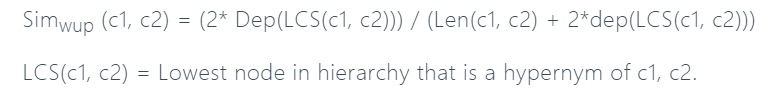 Simwup (c1, c2) = (2* Dep(LCS(c1, c2))) / (Len(c1, c2) + 2*dep(LCS(c1, c2)))
LCS(c1, c2) = Lowest node in hierarchy that is a hypernym of c1, c2.